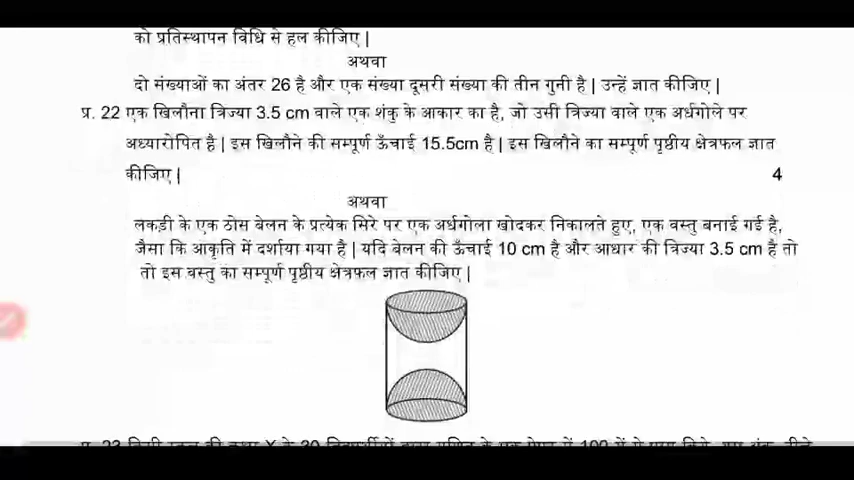 को प्रतिस्थापन विधि से हल कीजिए |
अथवा
दो संख्याओं का अंतर 26 है और एक संख्या दूसरी संख्या की तीन गुनी है | उन्हें ज्ञात कीजिए |
प्र. 22 एक खिलौना त्रिज्या 3.5 cm वाले एक शंकु के आकार का है, जो उसी त्रिज्या वाले एक अर्धगोले पर
अध्यारोपित है | इस खिलौने की सम्पूर्ण ऊँचाई 15.5cm है | इस खिलौने का सम्पूर्ण पृष्ठीय क्षेत्रफल ज्ञात
कीजिए | 4
अथवा
लकड़ी के एक ठोस बेलन के प्रत्येक सिरे पर एक अर्धगोला खोदकर निकालते हुए, एक वस्तु बनाई गई है,
जैसा कि आकृति में दर्शाया गया है | यदि बेलन की ऊँचाई 10 cm है और आधार की त्रिज्या 3.5 cm है तो
तो इस वस्तु का सम्पूर्ण पृष्ठीय क्षेत्रफल ज्ञात कीजिए |